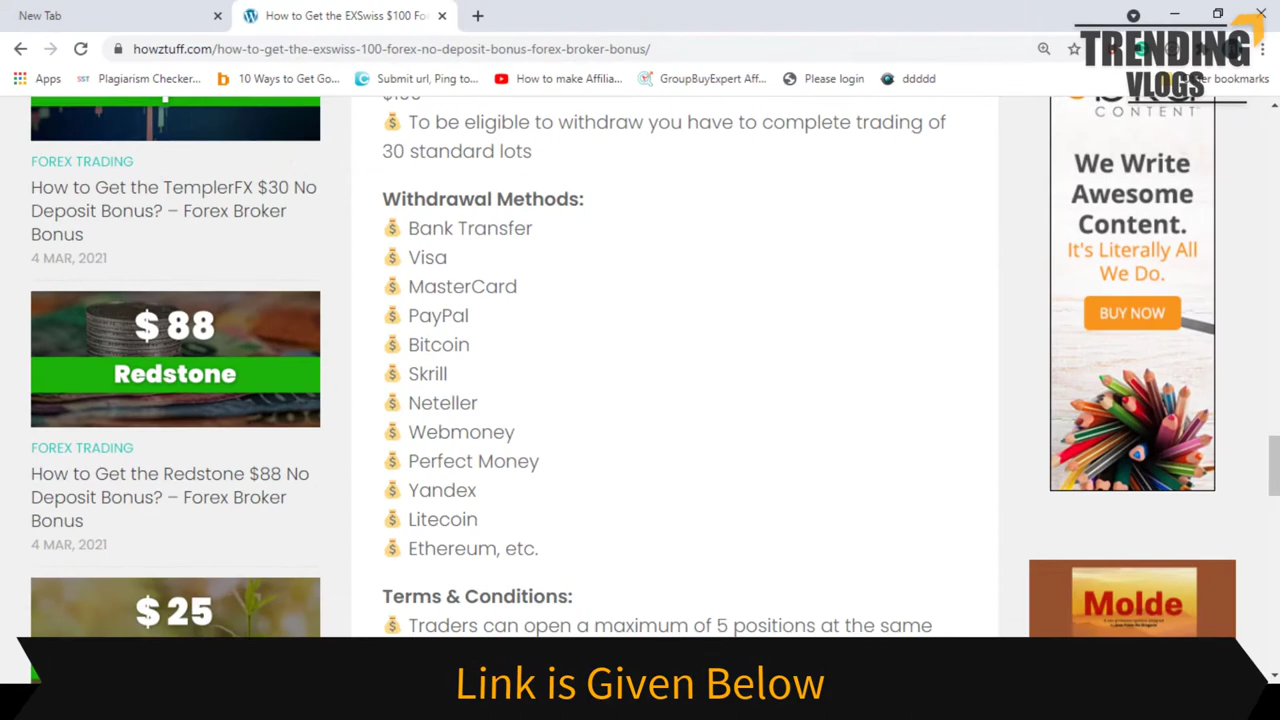 New Tab
How to Get the EXSwiss $100 For
howztuff.com/how-to-get-the-exswiss-100-forex-no-deposit-bonus-forex-broker-bonus/
Apps
SST Plagiarism Checker...
10 Ways to Get Go...
Submit url, Ping to...
How to make Affilia...
GroupBuyExpert Aff...
Please login
ddddd
Other bookmarks
TRENDING
VLOGS
FOREX TRADING
How to Get the TemplerFX $30 No
Deposit Bonus? – Forex Broker
Bonus
4 MAR, 2021
$ 88
Redstone
FOREX TRADING
How to Get the Redstone $88 No
Deposit Bonus? – Forex Broker
Bonus
4 MAR, 2021
$ 25
To be eligible to withdraw you have to complete trading of
30 standard lots
Withdrawal Methods:
Bank Transfer
Visa
MasterCard
PayPal
Bitcoin
Skrill
Neteller
Webmoney
Perfect Money
Yandex
Litecoin
Ethereum, etc.
Terms & Conditions:
Traders can open a maximum of 5 positions at the same
CONTENT
We Write
Awesome
Content.
It's Literally All
We Do.
BUY NOW
Molde
Link is Given Below